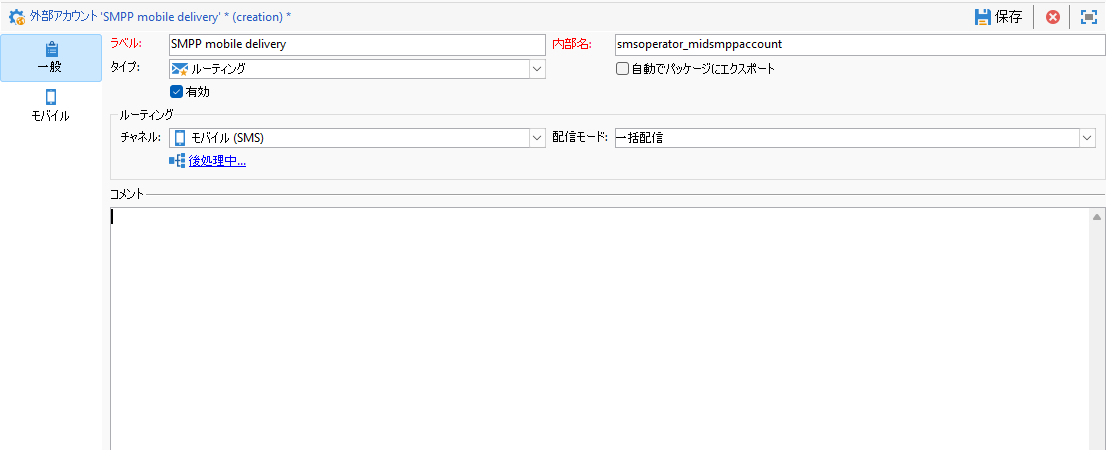 外部アカウント 'SMPP mobile delivery' * (creation) *
保存
一般
モバイル
ラベル: SMPP mobile delivery 内部名: smsoperator_midsmppaccount
タイプ: ルーティング 自動でパッケージにエクスポート
有効
ルーティング
チャネル: モバイル (SMS) 配信モード: 一括配信
後処理中...
コメント